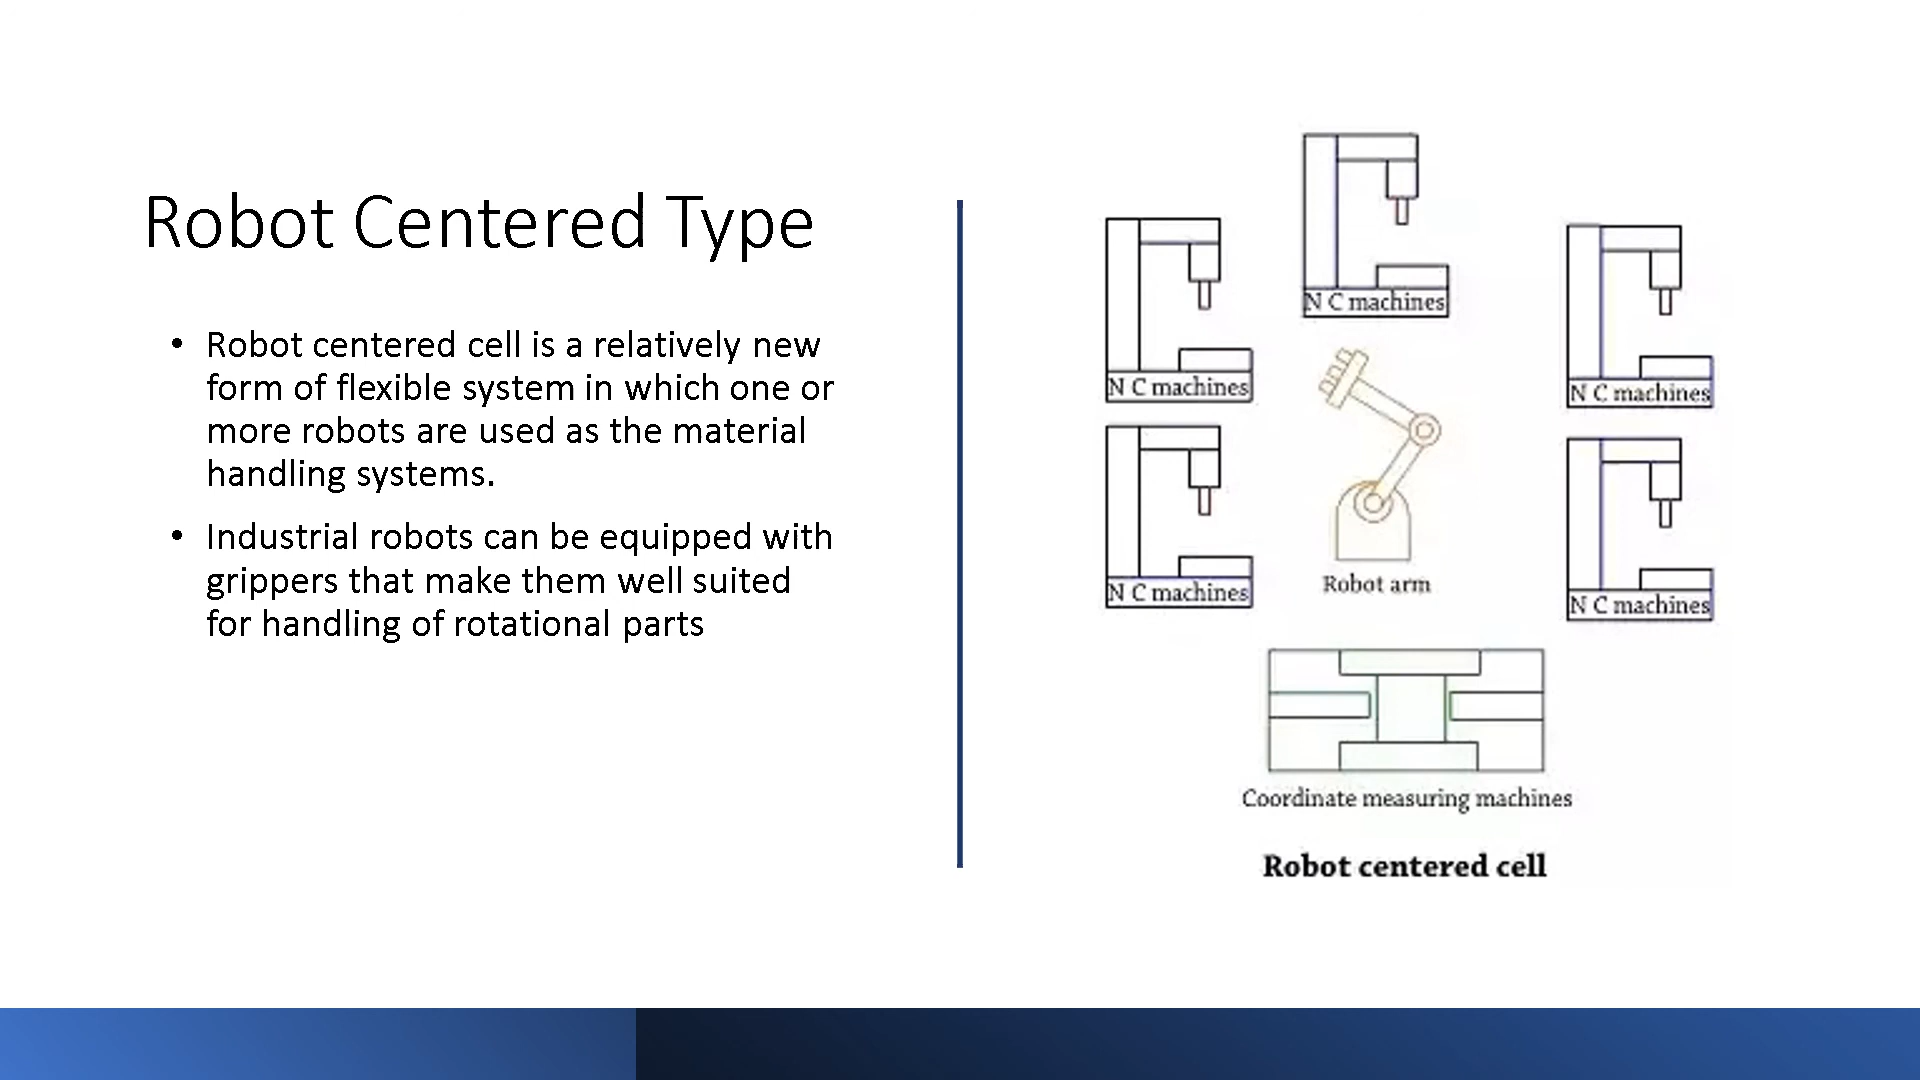 Robot Centered Type
• Robot centered cell is a relatively new
form of flexible system in which one or
more robots are used as the material
handling systems.
• Industrial robots can be equipped with
grippers that make them well suited
for handling of rotational parts
N C machines
N C machines
N C machines
N C machines
N C machines
Robot arm
Coordinate measuring machines
Robot centered cell